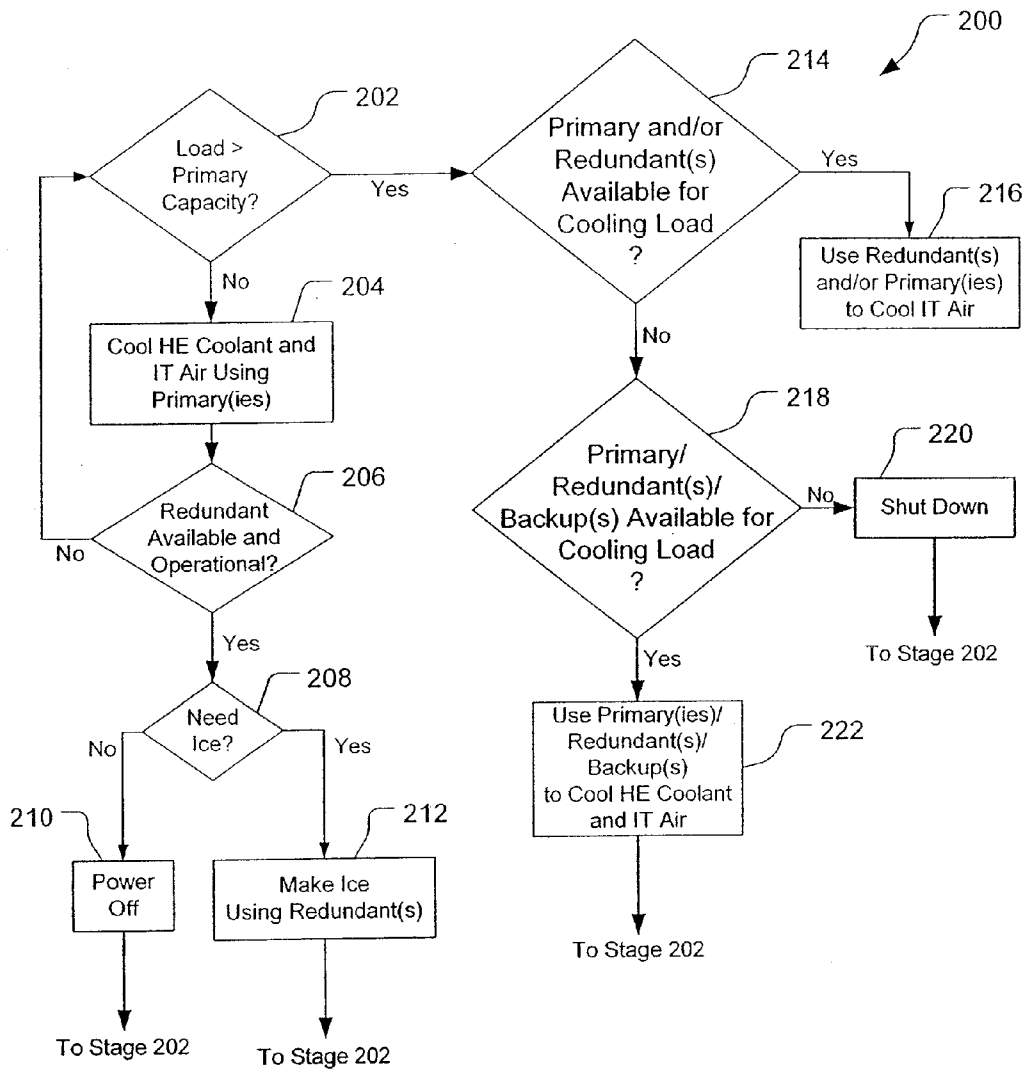 200
202
Load >
Primary
Capacity?
Yes
No
204
Cool HE Coolant and
IT Air Using
Primary(ies)
206
Redundant
Available and
Operational?
No
Yes
208
Need
Ice?
No
Yes
210
Power
Off
To Stage 202
212
Make Ice
Using Redundant(s)
To Stage 202
214
Primary and/or
Redundant(s)
Available for
Cooling Load
?
Yes
216
Use Redundant(s)
and/or Primary(ies)
to Cool IT Air
No
218
Primary/
Redundant(s)/
Backup(s) Available for
Cooling Load
?
No
220
Shut Down
To Stage 202
Yes
222
Use Primary(ies)/
Redundant(s)/
Backup(s)
to Cool HE Coolant
and IT Air
To Stage 202